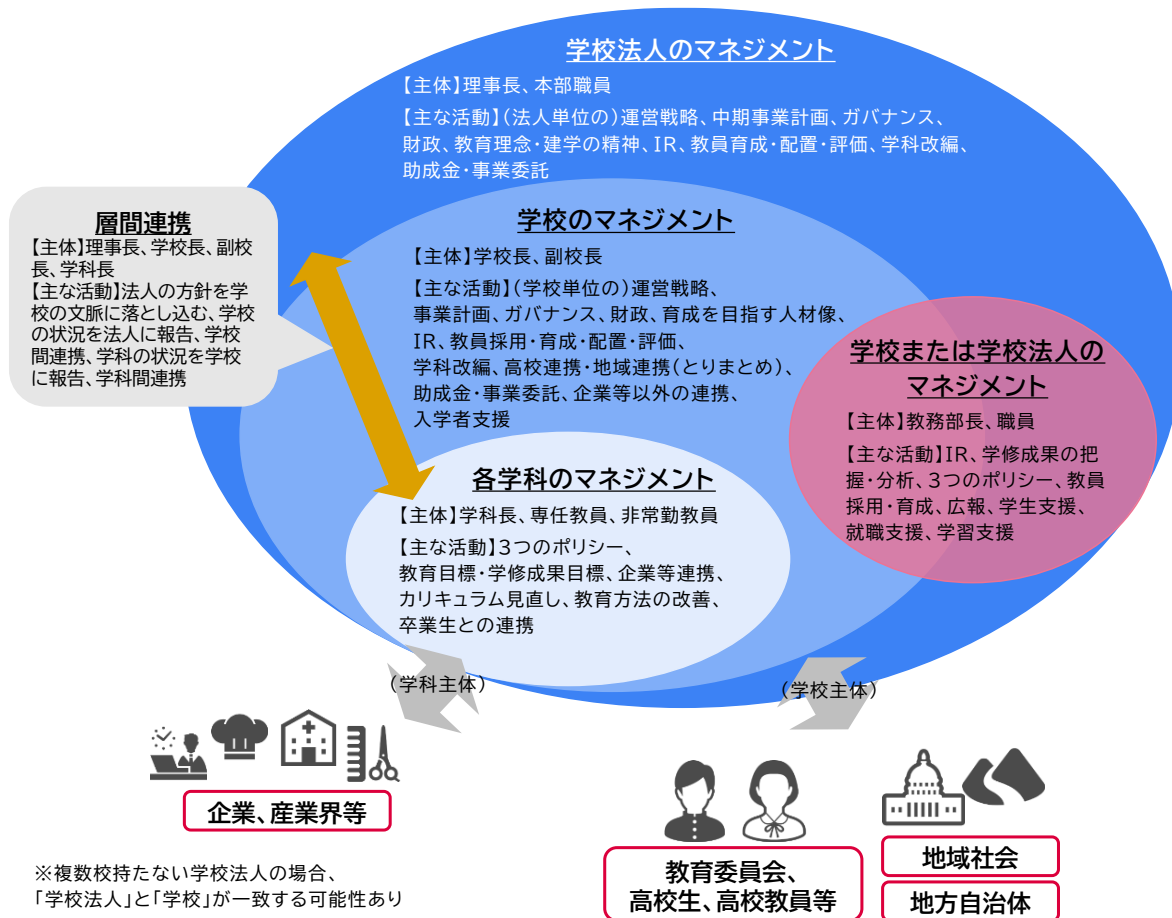 学校法人のマネジメント
【主体】理事長、本部職員
【主な活動】(法人単位の)運営戦略、中期事業計画、ガバナンス、
財政、教育理念・建学の精神、IR、教員育成・配置・評価、学科改編、
助成金・事業委託
層間連携
【主体】理事長、学校長、副校
長、学科長
【主な活動】法人の方針を学
校の文脈に落とし込む、学校
の状況を法人に報告、学校
間連携、学科の状況を学校
に報告、学科間連携
学校のマネジメント
【主体】学校長、副校長
【主な活動】(学校単位の)運営戦略、
事業計画、ガバナンス、財政、育成を目指す人材像、
IR、教員採用・育成・配置・評価、
学科改編、高校連携・地域連携(とりまとめ)、
助成金・事業委託、企業等以外の連携、
入学者支援
学校または学校法人の
マネジメント
【主体】教務部長、職員
【主な活動】IR、学修成果の把
握・分析、3つのポリシー、教員
採用・育成、広報、学生支援、
就職支援、学習支援
各学科のマネジメント
【主体】学科長、専任教員、非常勤教員
【主な活動】3つのポリシー、
教育目標・学修成果目標、企業等連携、
カリキュラム見直し、教育方法の改善、
卒業生との連携
(学科主体)
(学校主体)
企業、産業界等
教育委員会、
高校生、高校教員等
地域社会
地方自治体
※複数校持たない学校法人の場合、
「学校法人」と「学校」が一致する可能性あり